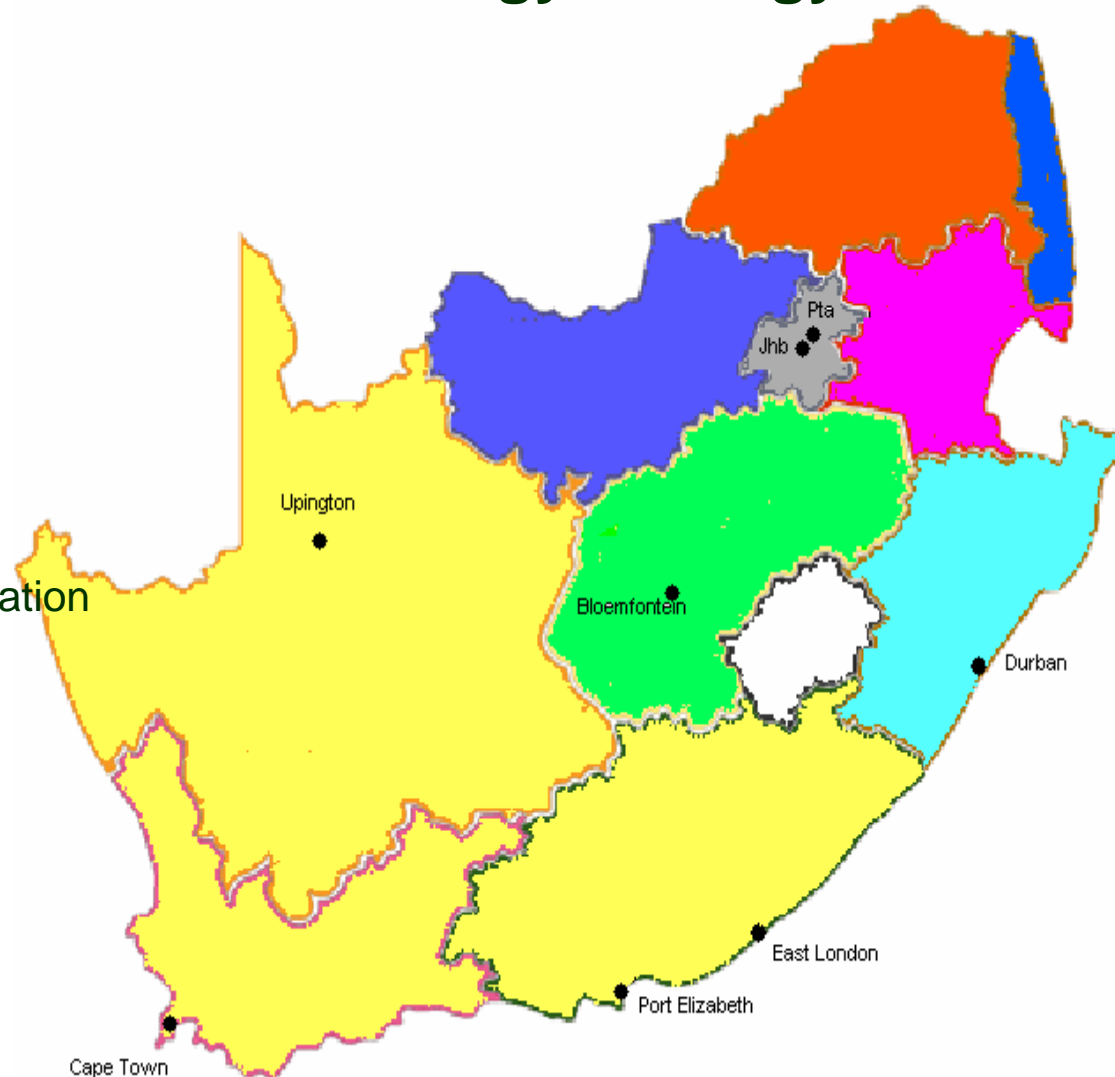 Pta
Jhb
Upington
ation
Bloemfontein
Durban
East London
Port Elizabeth
Cape Town